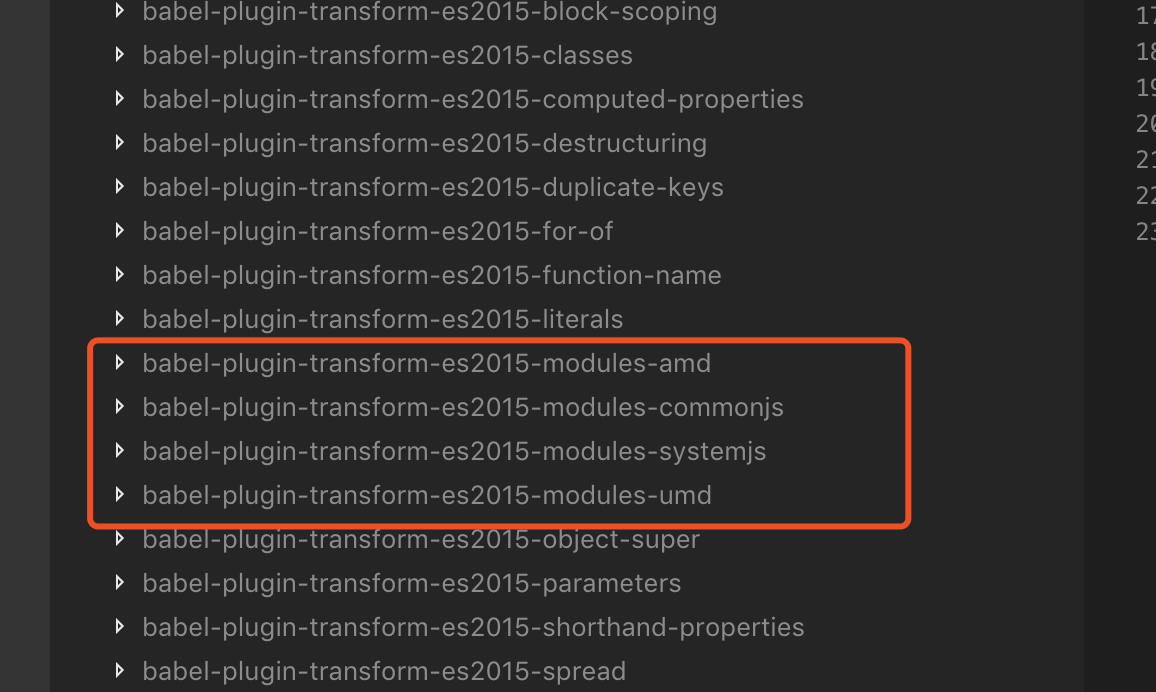 babel-plugin-transform-es2015-block-scoping
babel-plugin-transform-es2015-classes
babel-plugin-transform-es2015-computed-properties
babel-plugin-transform-es2015-destructuring
babel-plugin-transform-es2015-duplicate-keys
babel-plugin-transform-es2015-for-of
babel-plugin-transform-es2015-function-name
babel-plugin-transform-es2015-literals
babel-plugin-transform-es2015-modules-amd
babel-plugin-transform-es2015-modules-commonjs
babel-plugin-transform-es2015-modules-systemjs
babel-plugin-transform-es2015-modules-umd
babel-plugin-transform-es2015-object-super
babel-plugin-transform-es2015-parameters
babel-plugin-transform-es2015-shorthand-properties
babel-plugin-transform-es2015-spread
17
18
19
20
21
22
23